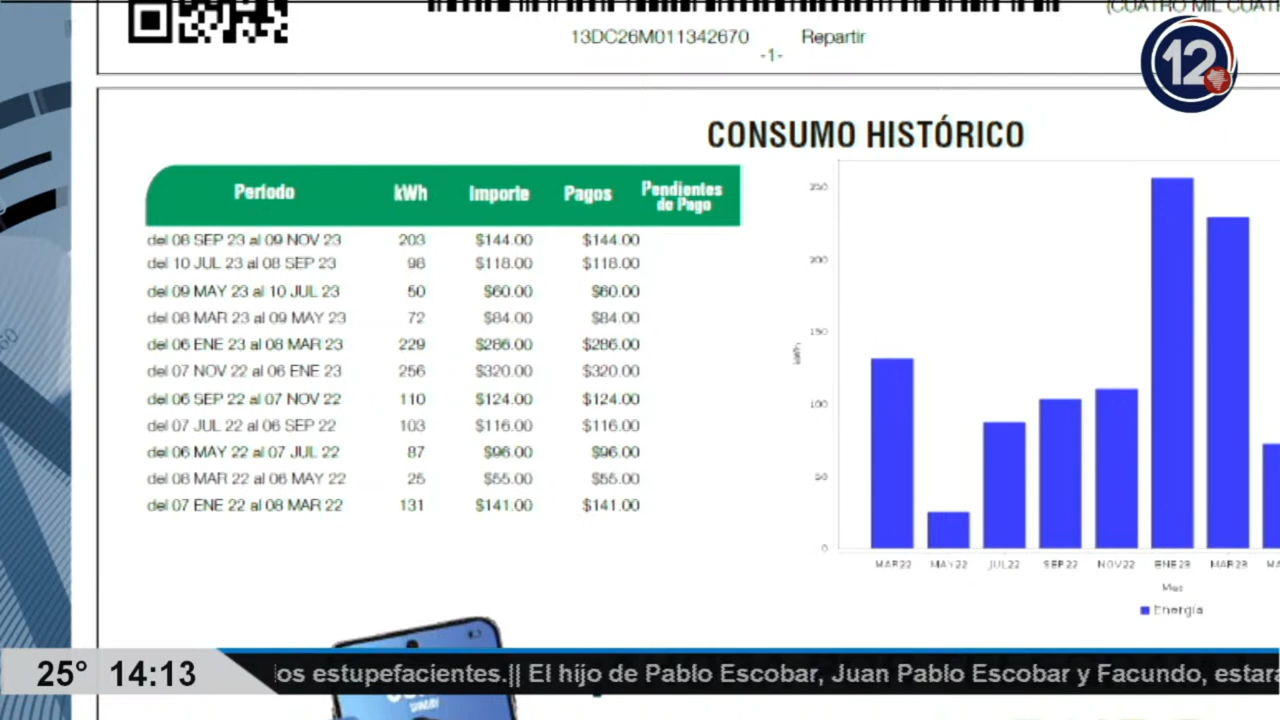 (CUATRO MIL CUAT
13DC26M011342670 Repartir
-1-
12
CONSUMO HISTÓRICO
Periodo kWh Importe Pagos Pendientes de Pago
del 08 SEP 23 al 09 NOV 23 203 $144.00 $144.00
del 10 JUL 23 al 08 SEP 23 98 $118.00 $118.00
del 09 MAY 23 al 10 JUL 23 50 $60.00 $60.00
del 08 MAR 23 al 09 MAY 23 72 $84.00 $84.00
del 06 ENE 23 al 08 MAR 23 229 $286.00 $286.00
del 07 NOV 22 al 06 ENE 23 256 $320.00 $320.00
del 06 SEP 22 al 07 NOV 22 110 $124.00 $124.00
del 07 JUL 22 al 06 SEP 22 103 $116.00 $116.00
del 06 MAY 22 al 07 JUL 22 87 $96.00 $96.00
del 08 MAR 22 al 06 MAY 22 25 $55.00 $55.00
del 07 ENE 22 al 08 MAR 22 131 $141.00 $141.00
250
200
150
100
50
0
kWh
MAR22 MAY22 JUL22 SEP22 NOV22 ENE23 MAR23 MA
Mes
Energía
25° 14:13 ios estupefacientes.|| El hijo de Pablo Escobar, Juan Pablo Escobar y Facundo, estará